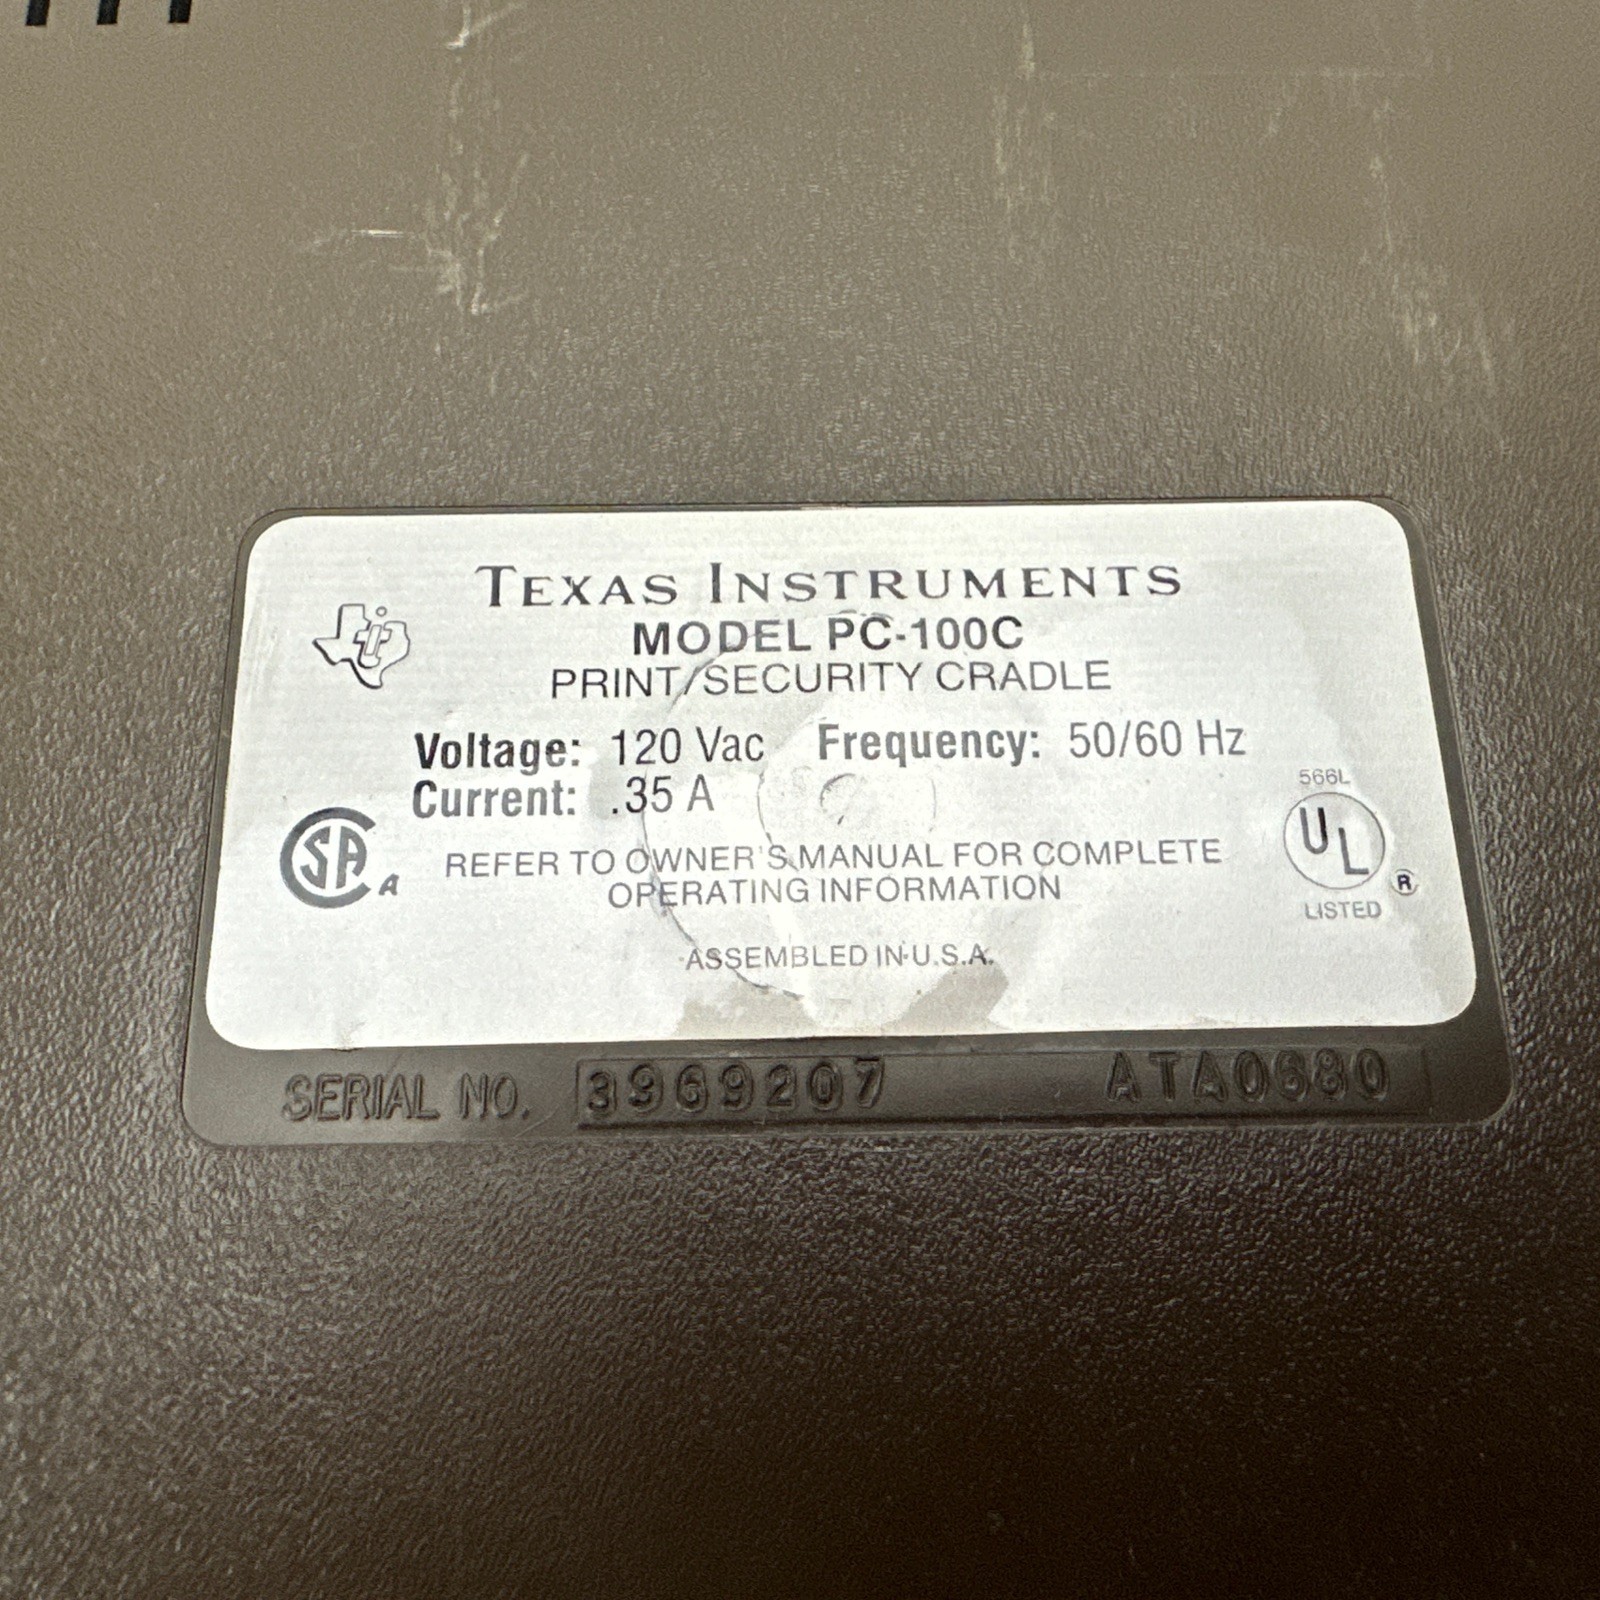 TEXAS INSTRUMENTS
MODEL PC-100C
PRINT/SECURITY CRADLE
Voltage: 120 Vac Frequency: 50/60 Hz
Current: .35 A
REFER TO OWNER'S MANUAL FOR COMPLETE
OPERATING INFORMATION
ASSEMBLED IN U.S.A.
SA A
566L
UL ®
LISTED
SERIAL NO. 3969207 ATA0680